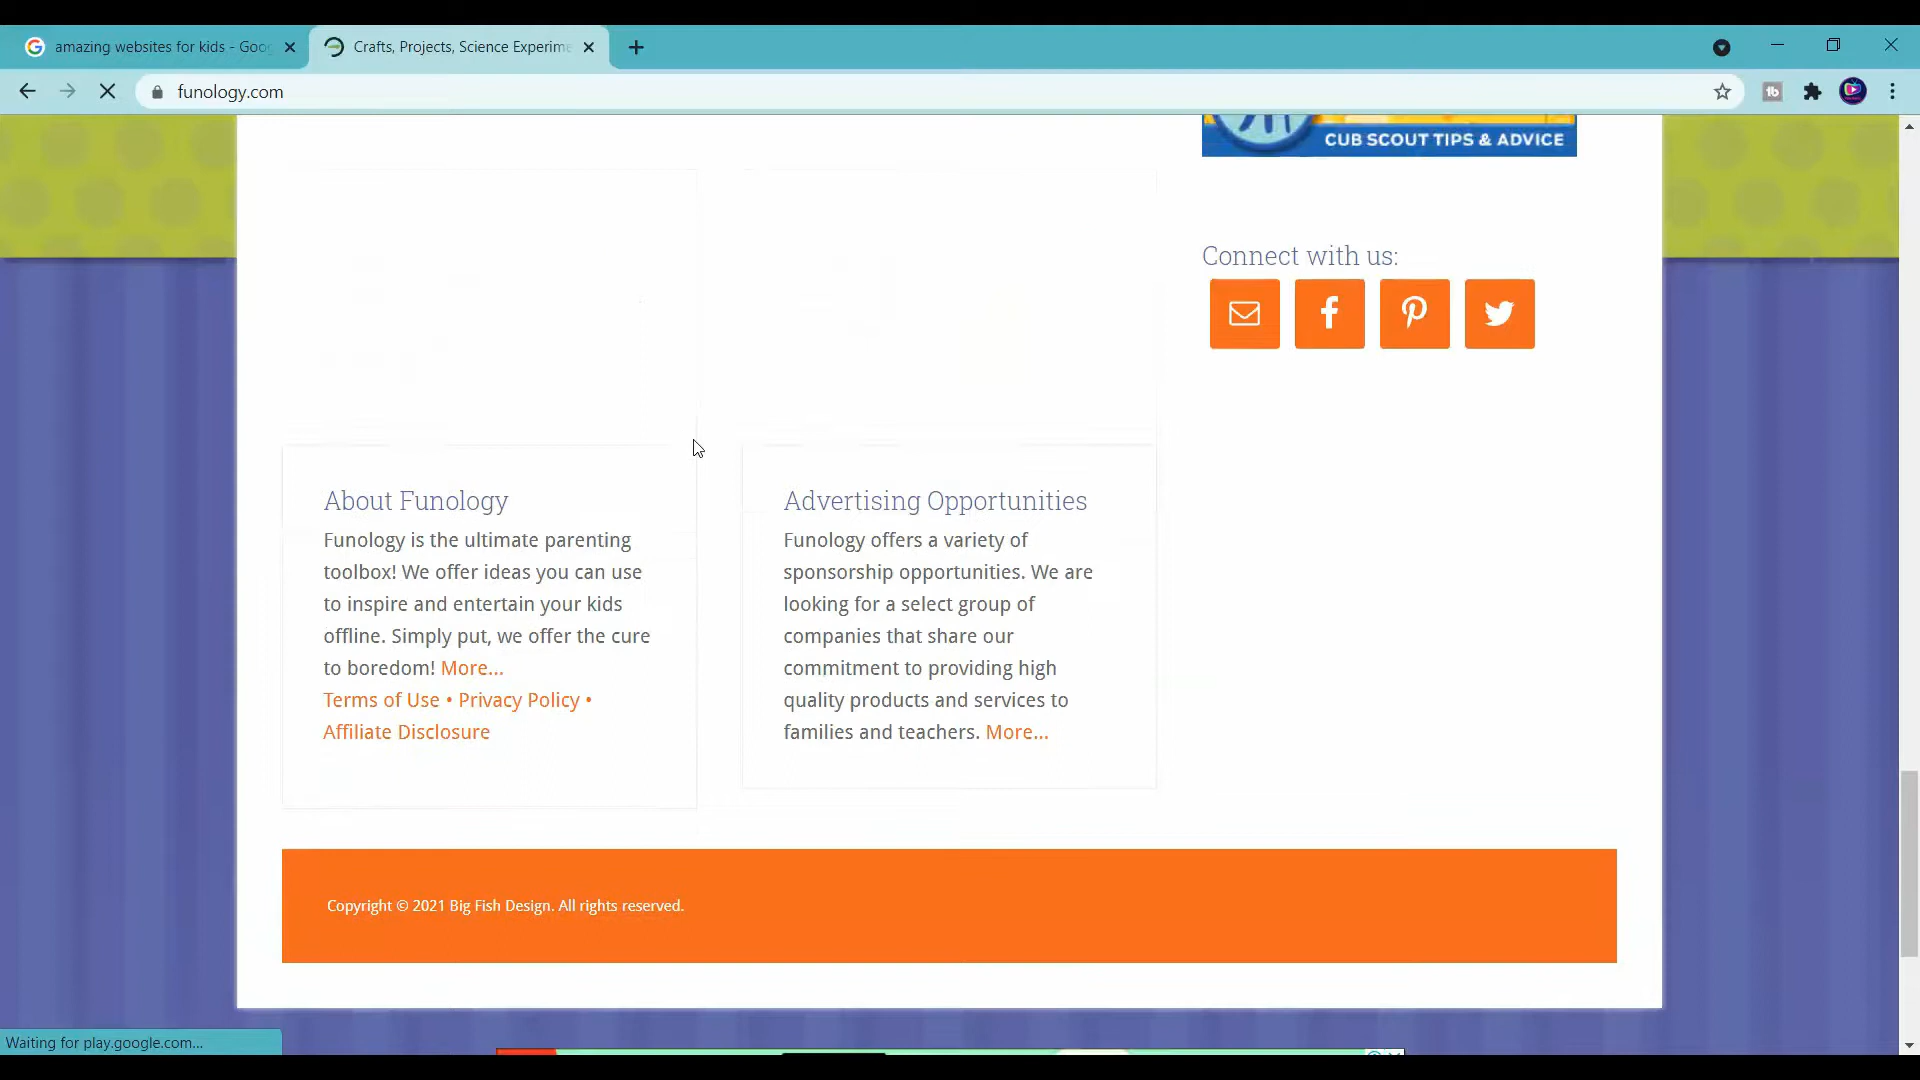 amazing websites for kids - Goo
Crafts, Projects, Science Experime
funology.com
CUB SCOUT TIPS & ADVICE
Connect with us:
About Funology
Funology is the ultimate parenting
toolbox! We offer ideas you can use
to inspire and entertain your kids
offline. Simply put, we offer the cure
to boredom! More...
Terms of Use • Privacy Policy •
Affiliate Disclosure
Advertising Opportunities
Funology offers a variety of
sponsorship opportunities. We are
looking for a select group of
companies that share our
commitment to providing high
quality products and services to
families and teachers. More...
Copyright © 2021 Big Fish Design. All rights reserved.
Waiting for play.google.com...